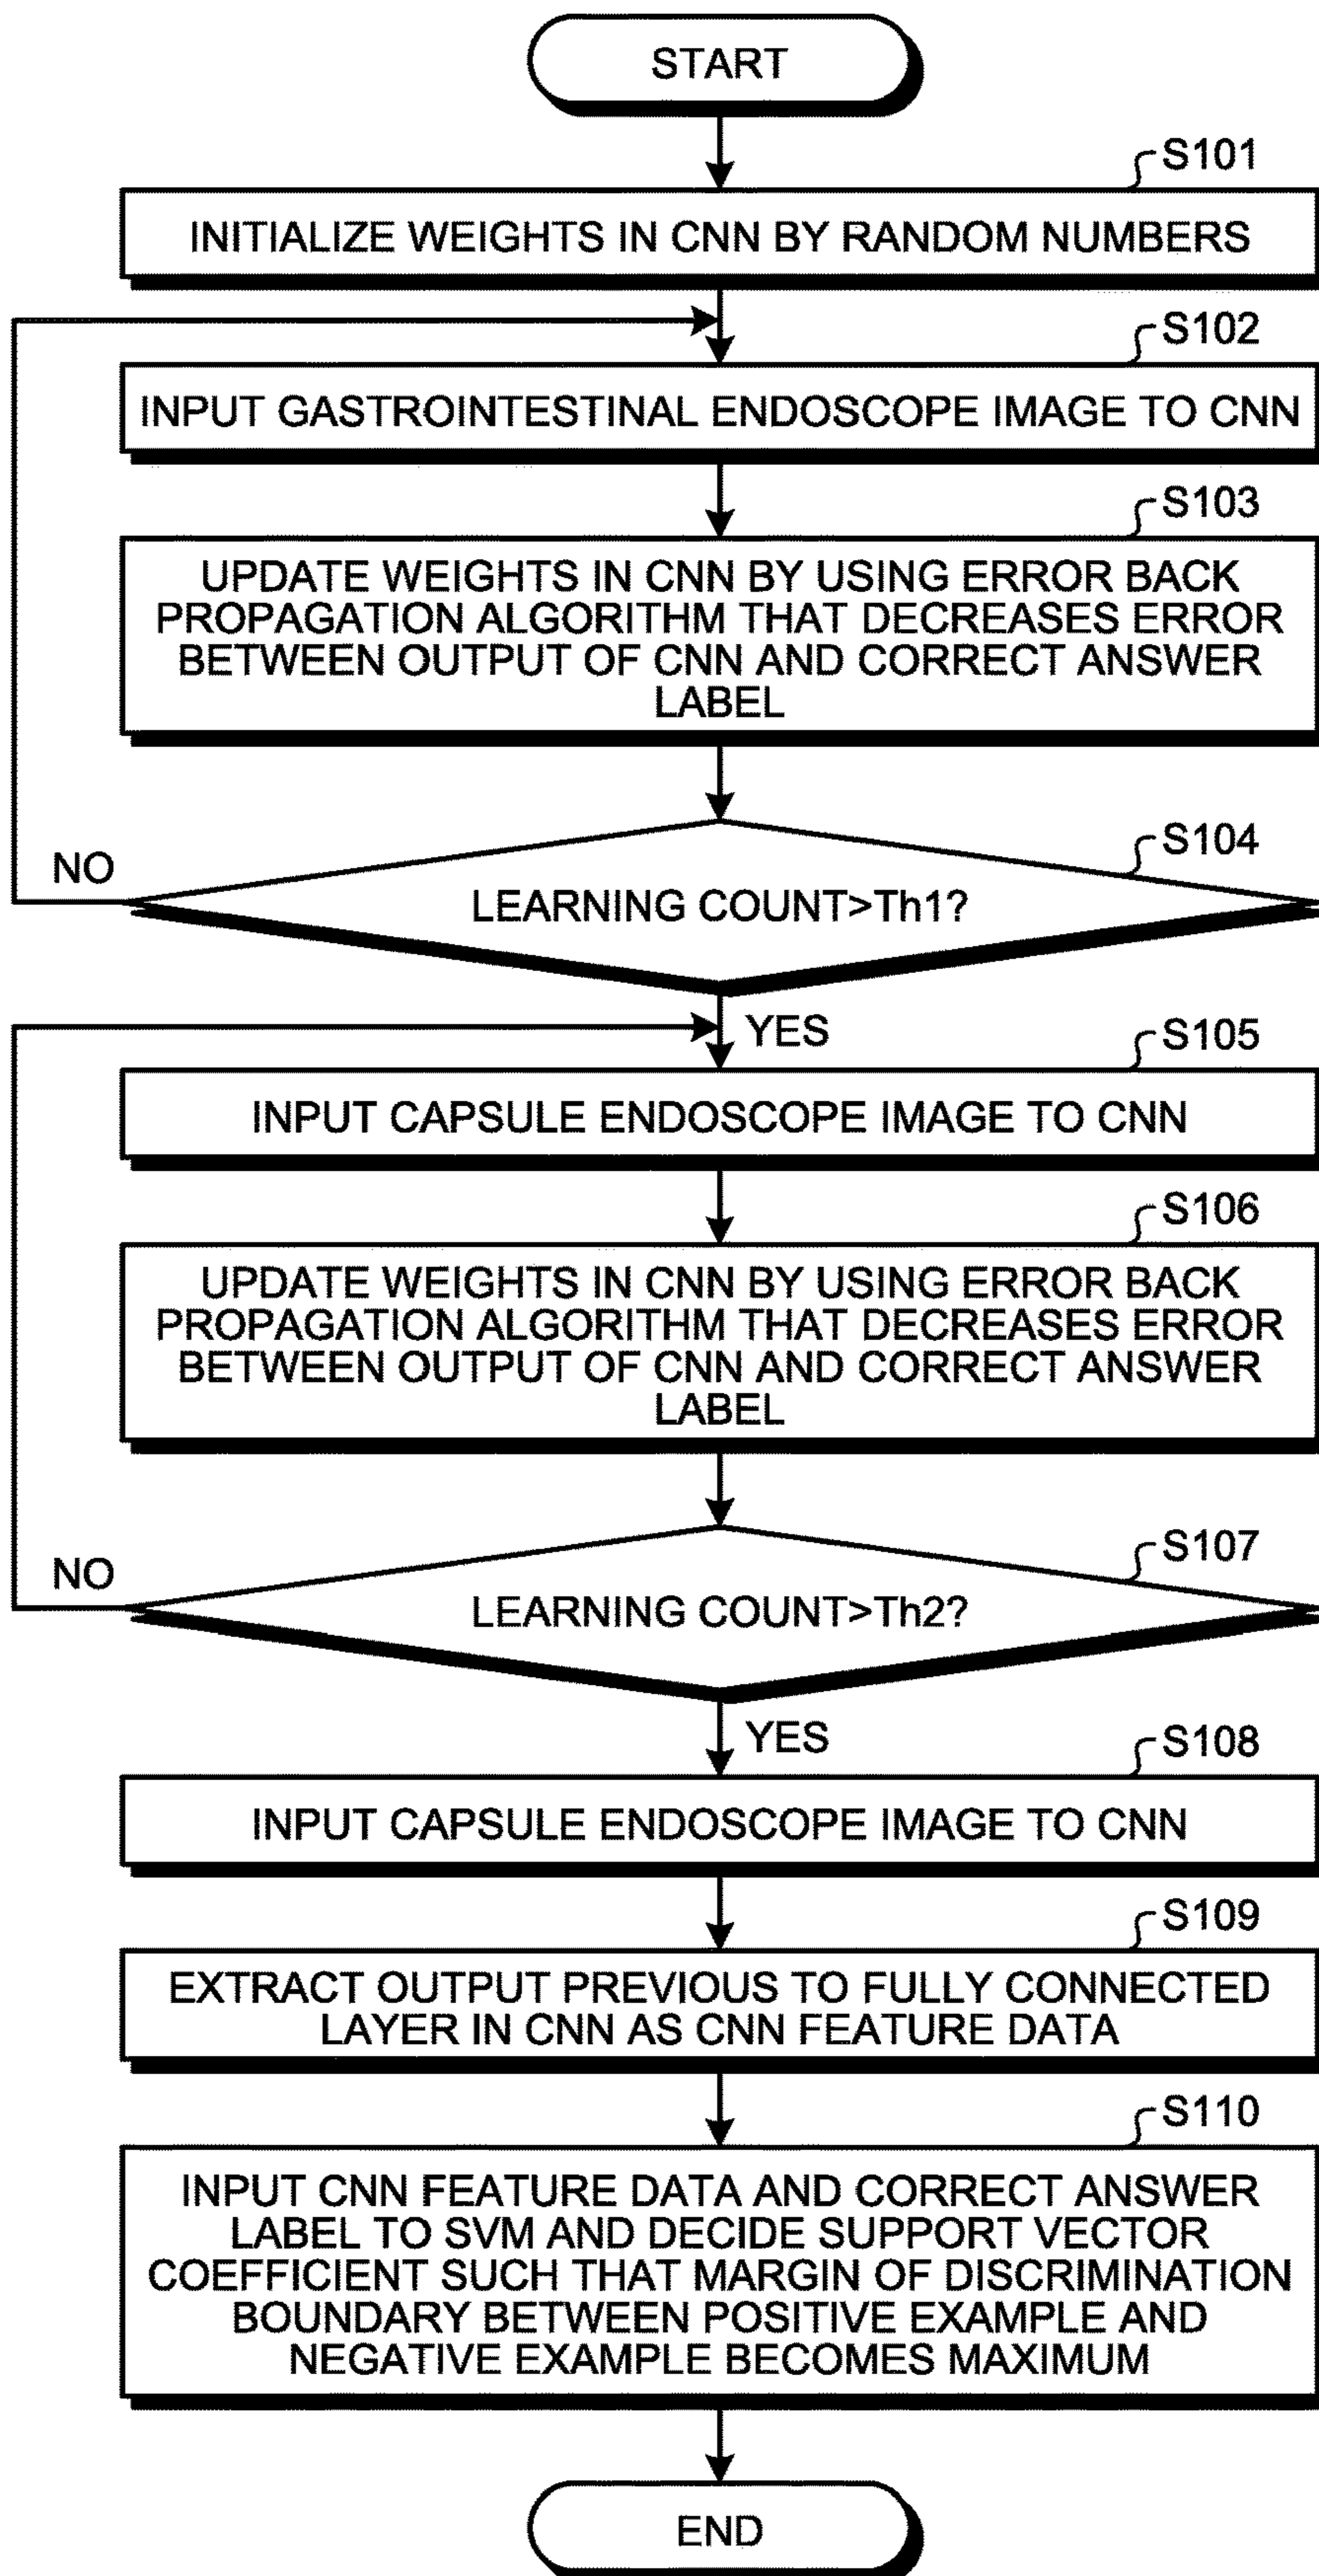 START
S101
INITIALIZE WEIGHTS IN CNN BY RANDOM NUMBERS
S102
INPUT GASTROINTESTINAL ENDOSCOPE IMAGE TO CNN
S103
UPDATE WEIGHTS IN CNN BY USING ERROR BACK
PROPAGATION ALGORITHM THAT DECREASES ERROR
BETWEEN OUTPUT OF CNN AND CORRECT ANSWER
LABEL
S104
NO
LEARNING COUNT>Th1?
YES
S105
INPUT CAPSULE ENDOSCOPE IMAGE TO CNN
S106
UPDATE WEIGHTS IN CNN BY USING ERROR BACK
PROPAGATION ALGORITHM THAT DECREASES ERROR
BETWEEN OUTPUT OF CNN AND CORRECT ANSWER
LABEL
S107
NO
LEARNING COUNT>Th2?
YES
S108
INPUT CAPSULE ENDOSCOPE IMAGE TO CNN
S109
EXTRACT OUTPUT PREVIOUS TO FULLY CONNECTED
LAYER IN CNN AS CNN FEATURE DATA
S110
INPUT CNN FEATURE DATA AND CORRECT ANSWER
LABEL TO SVM AND DECIDE SUPPORT VECTOR
COEFFICIENT SUCH THAT MARGIN OF DISCRIMINATION
BOUNDARY BETWEEN POSITIVE EXAMPLE AND
NEGATIVE EXAMPLE BECOMES MAXIMUM
END